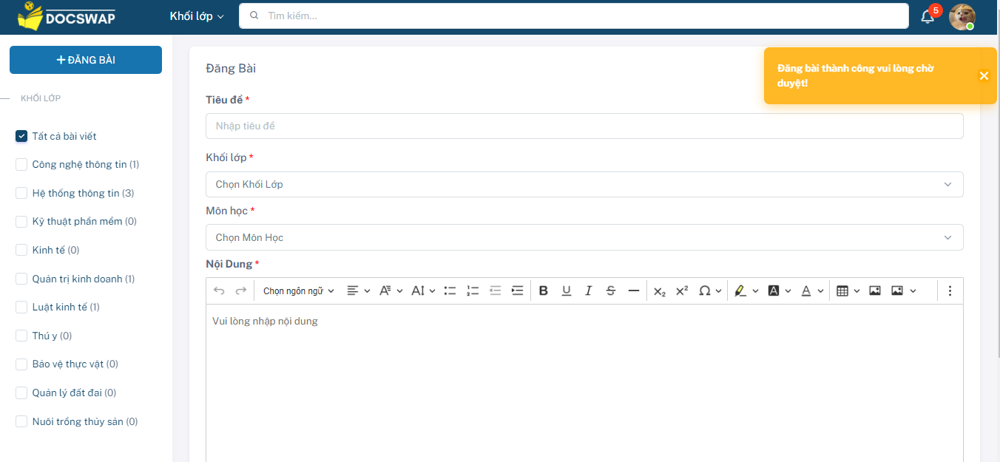 DOCSWAP
Khối lớp
Tìm kiếm...
5
ĐĂNG BÀI
KHỐI LỚP
Tất cả bài viết
Công nghệ thông tin (1)
Hệ thống thông tin (3)
Kỹ thuật phần mềm (0)
Kinh tế (0)
Quản trị kinh doanh (1)
Luật kinh tế (1)
Thú y (0)
Bảo vệ thực vật (0)
Quản lý đất đai (0)
Nuôi trồng thủy sản (0)
Đăng bài thành công vui lòng chờ
duyệt!
Đăng Bài
Tiêu đề *
Nhập tiêu đề
Khối lớp *
Chọn Khối Lớp
Môn học *
Chọn Môn Học
Nội Dung *
Chọn ngôn ngữ
Vui lòng nhập nội dung